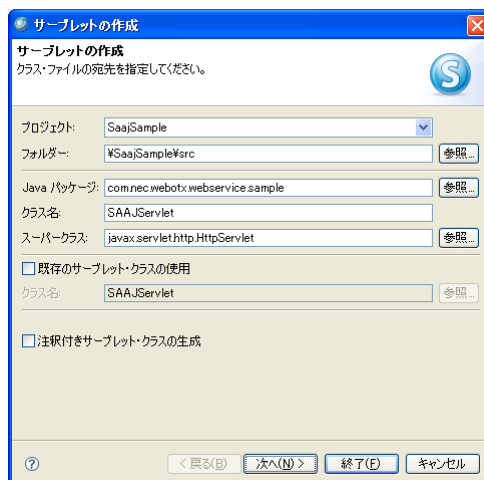 サーブレットの作成
サーブレットの作成
クラス・ファイルの宛先を指定してください。
S
プロジェクト: SaajSample
フォルダー: ¥SaajSample¥src 参照...
Java パッケージ: com.nec.webotx.webservice.sample 参照...
クラス名: SAAJServlet
スーパークラス: javax.servlet.http.HttpServlet 参照...
既存のサーブレット・クラスの使用
クラス名: SAAJServlet 参照...
注釈付きサーブレット・クラスの生成
? < 戻る(B) 次へ(N) > 終了(F) キャンセル